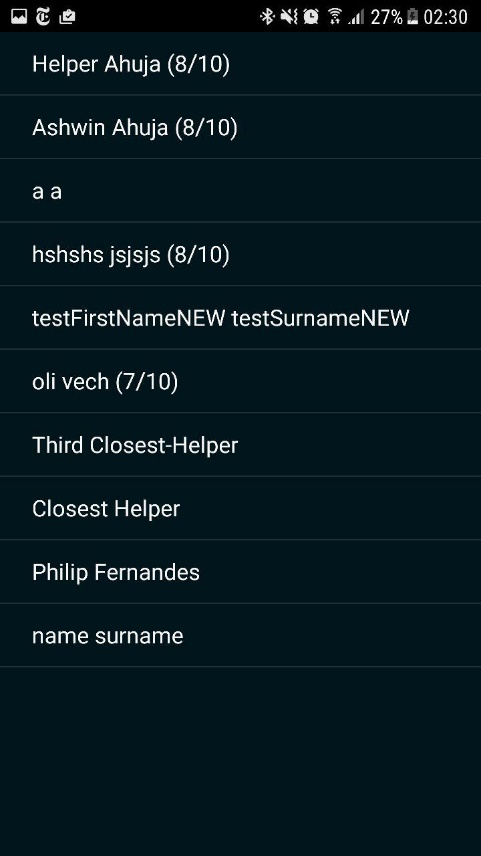 27% 02:30
Helper Ahuja (8/10)
Ashwin Ahuja (8/10)
a a
hshshs jsjsjs (8/10)
testFirstNameNEW testSurnameNEW
oli vech (7/10)
Third Closest-Helper
Closest Helper
Philip Fernandes
name surname